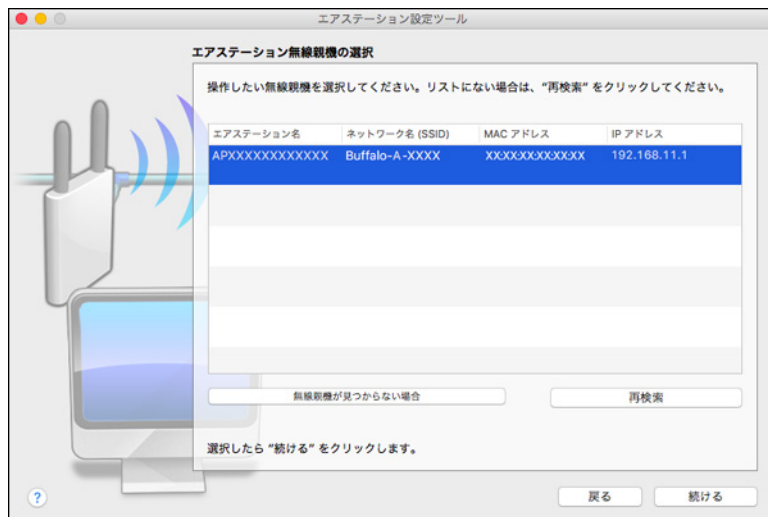 エアステーション設定ツール
エアステーション無線親機の選択
操作したい無線親機を選択してください。リストにない場合は、"再検索" をクリックしてください。
エアステーション名 ネットワーク名 (SSID) MAC アドレス IP アドレス
APXXXXXXXXXXXX Buffalo-A-XXXX XX:XX:XX:XX:XX:XX 192.168.11.1
無線親機が見つからない場合 再検索
選択したら "続ける" をクリックします。
? 戻る 続ける